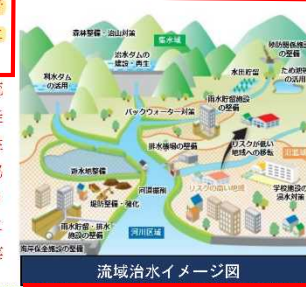 森林整備・治山対策
集水域
砂防関係施設
の整備
治水ダムの
建設・再生
利水ダム
の活用
水田貯留
ため池等
の活用
雨水貯留施設
の整備
バックウォーター対策
排水機場の整備
リスクが低い
地域への移転
氾濫域
遊水地整備
リスクの高い地域
河道掘削
学校施設の
浸水対策
堤防整備・強化
雨水貯留・排水
施設の整備
河川区域
海岸保全施設の整備
流域治水イメージ図